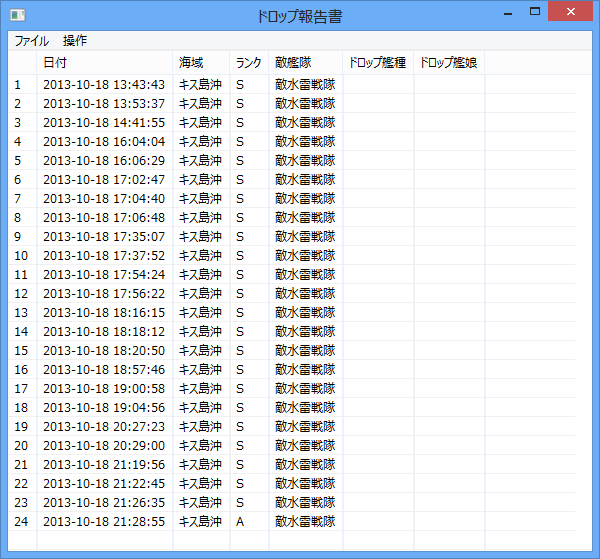 ドロップ報告書
ファイル 操作
日付 海域 ランク 敵艦隊 ドロップ艦種 ドロップ艦娘
1 2013-10-18 13:43:43 キス島沖 S 敵水雷戦隊
2 2013-10-18 13:53:37 キス島沖 S 敵水雷戦隊
3 2013-10-18 14:41:55 キス島沖 S 敵水雷戦隊
4 2013-10-18 16:04:04 キス島沖 S 敵水雷戦隊
5 2013-10-18 16:06:29 キス島沖 S 敵水雷戦隊
6 2013-10-18 17:02:47 キス島沖 S 敵水雷戦隊
7 2013-10-18 17:04:40 キス島沖 S 敵水雷戦隊
8 2013-10-18 17:06:48 キス島沖 S 敵水雷戦隊
9 2013-10-18 17:35:07 キス島沖 S 敵水雷戦隊
10 2013-10-18 17:37:52 キス島沖 S 敵水雷戦隊
11 2013-10-18 17:54:24 キス島沖 S 敵水雷戦隊
12 2013-10-18 17:56:22 キス島沖 S 敵水雷戦隊
13 2013-10-18 18:16:15 キス島沖 S 敵水雷戦隊
14 2013-10-18 18:18:12 キス島沖 S 敵水雷戦隊
15 2013-10-18 18:20:50 キス島沖 S 敵水雷戦隊
16 2013-10-18 18:57:46 キス島沖 S 敵水雷戦隊
17 2013-10-18 19:00:58 キス島沖 S 敵水雷戦隊
18 2013-10-18 19:04:56 キス島沖 S 敵水雷戦隊
19 2013-10-18 20:27:23 キス島沖 S 敵水雷戦隊
20 2013-10-18 20:29:00 キス島沖 S 敵水雷戦隊
21 2013-10-18 21:19:56 キス島沖 S 敵水雷戦隊
22 2013-10-18 21:22:45 キス島沖 S 敵水雷戦隊
23 2013-10-18 21:26:35 キス島沖 S 敵水雷戦隊
24 2013-10-18 21:28:55 キス島沖 A 敵水雷戦隊